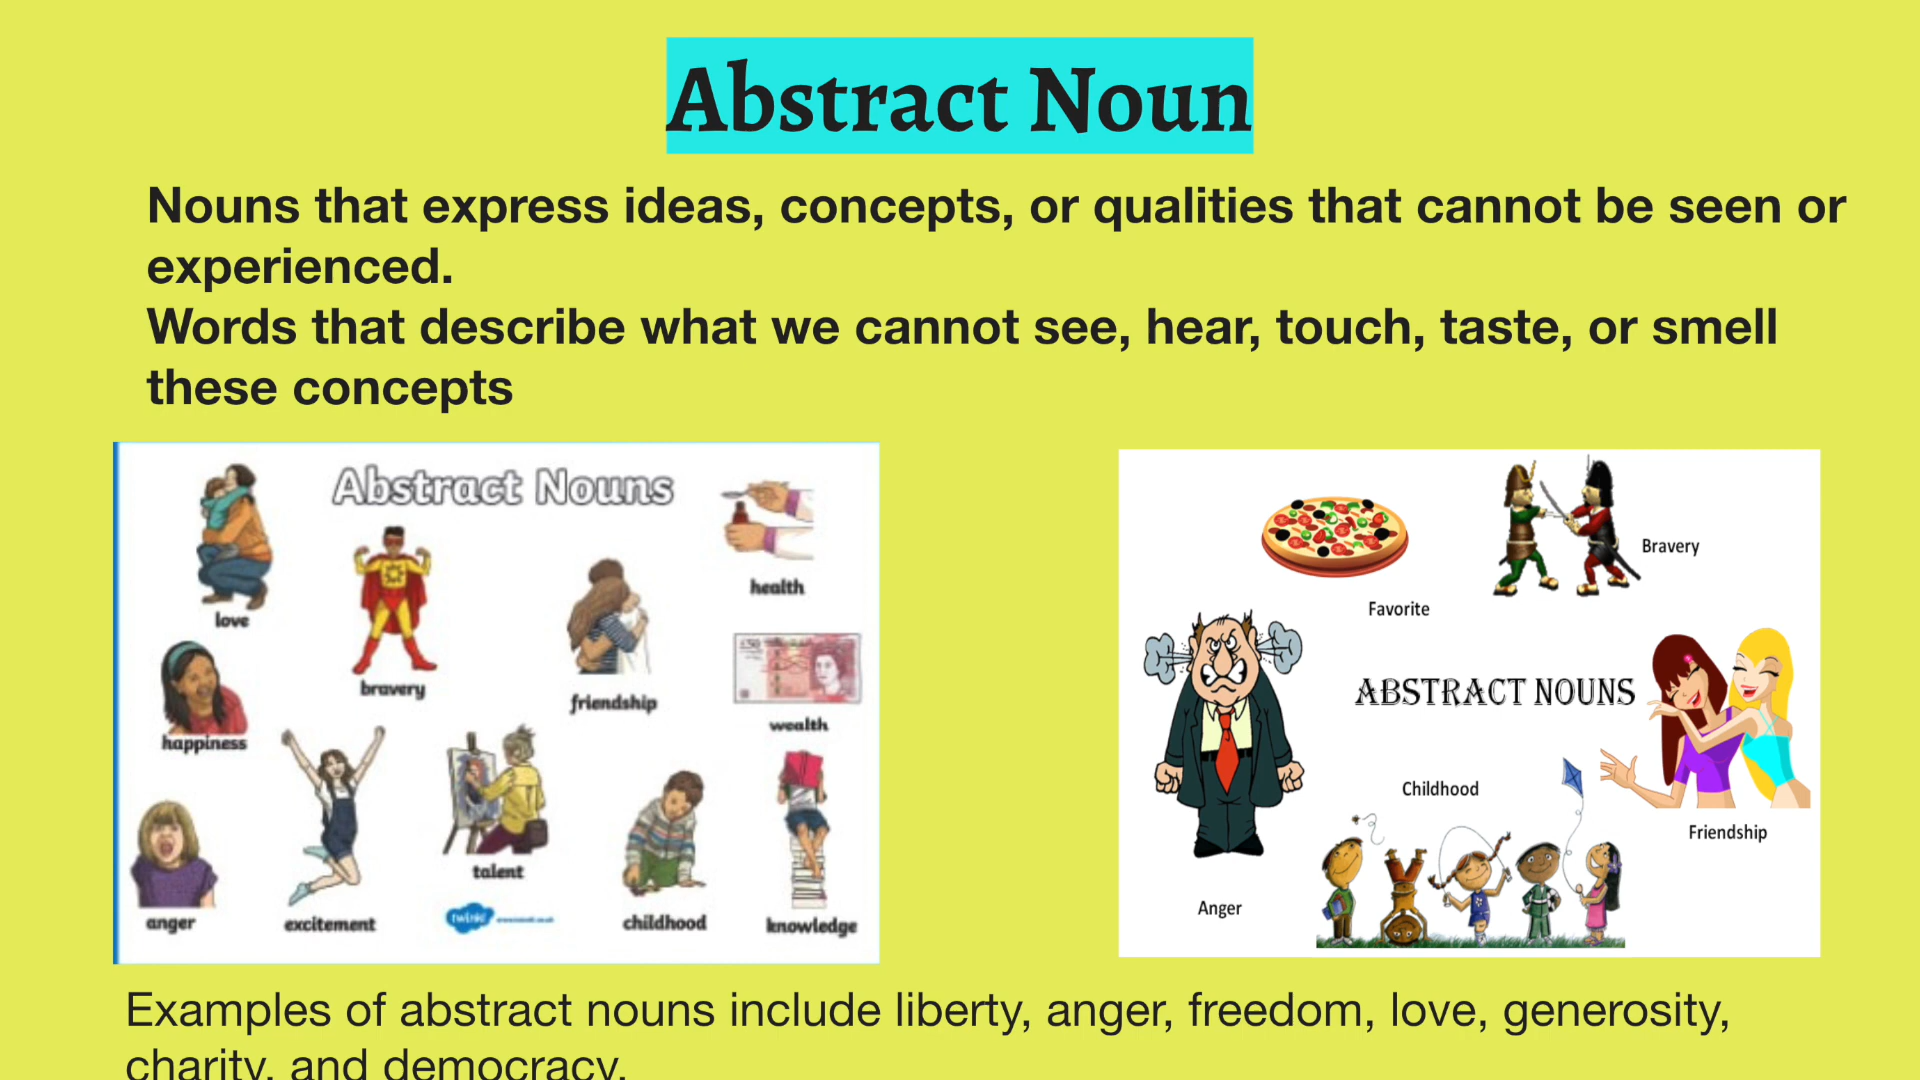 Abstract Noun
Nouns that express ideas, concepts, or qualities that cannot be seen or
experienced.
Words that describe what we cannot see, hear, touch, taste, or smell
these concepts
Abstract Nouns
love
bravery
friendship
health
happiness
wealth
£50
anger
excitement
talent
twinkl
childhood
knowledge
Favorite
Bravery
ABSTRACT NOUNS
Childhood
Friendship
Anger
Examples of abstract nouns include liberty, anger, freedom, love, generosity,
charity, and democracy.